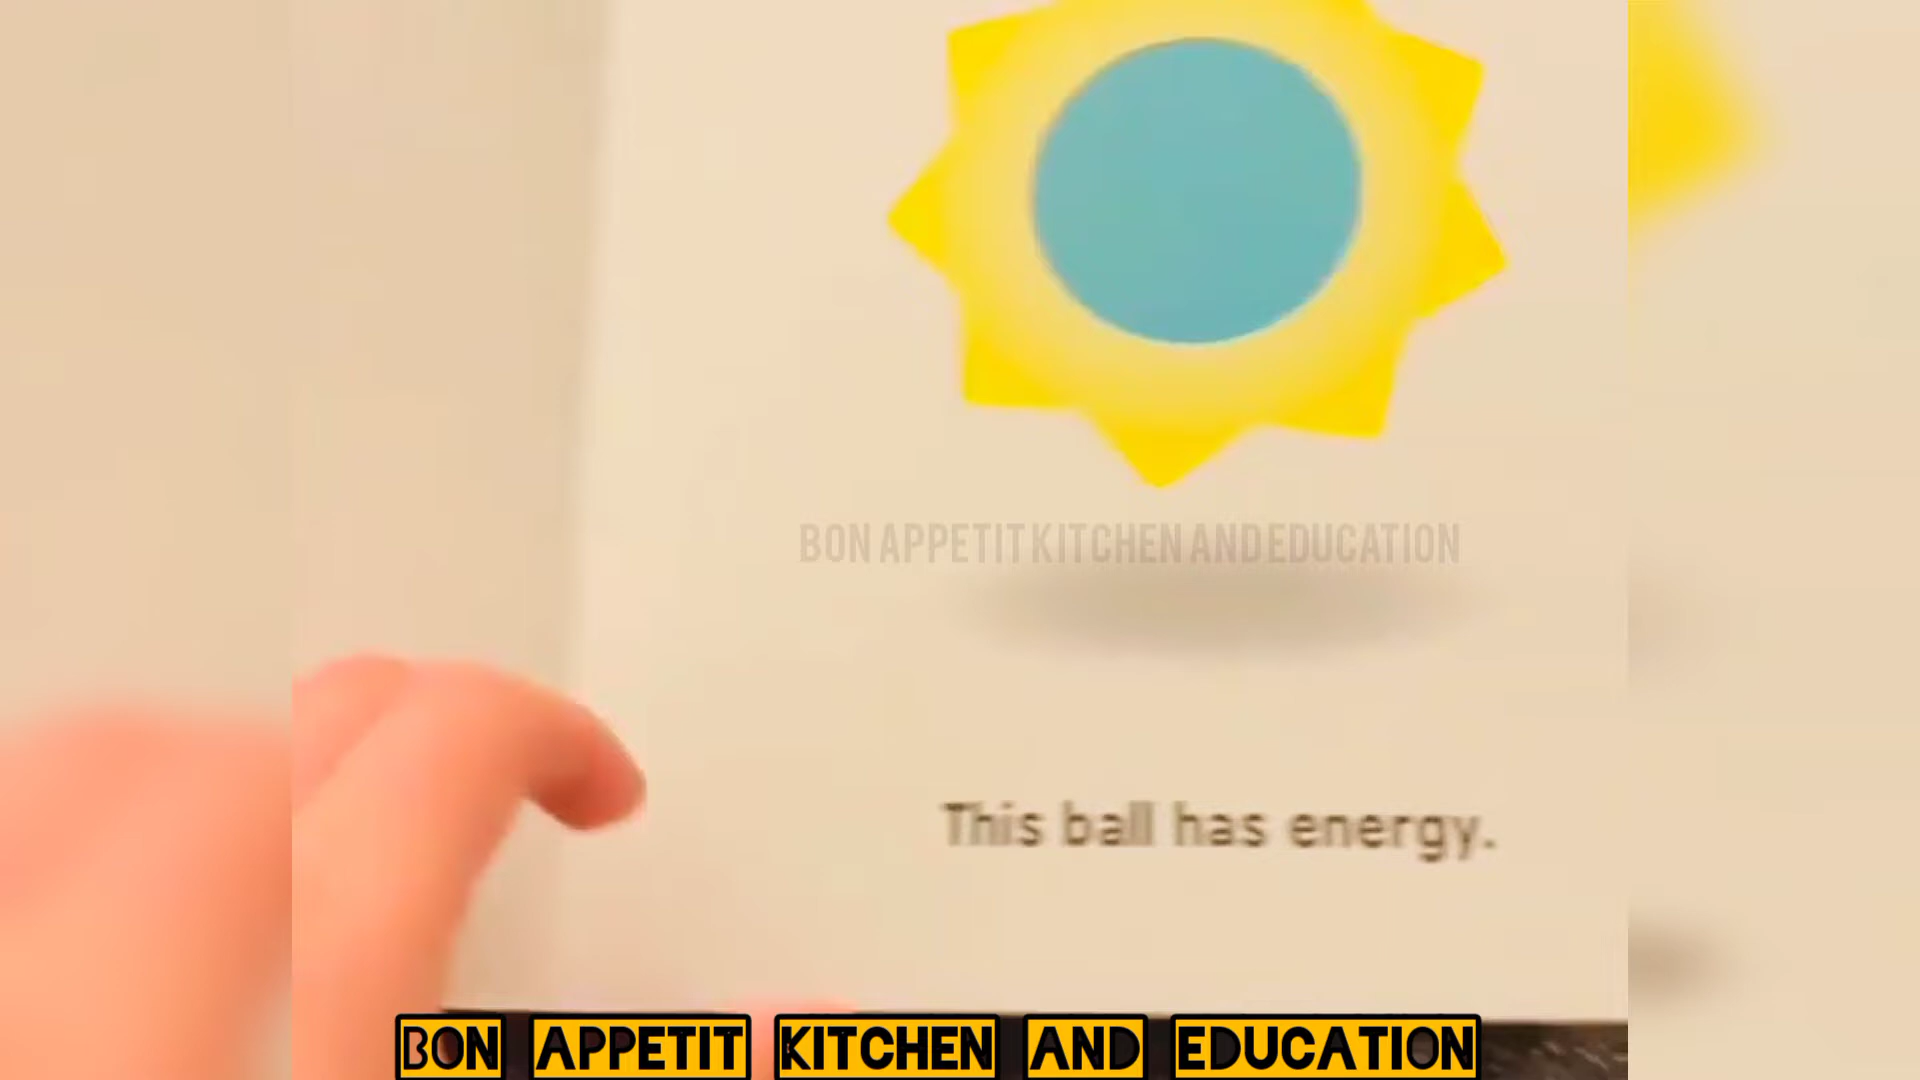 BON APPETIT KITCHEN AND EDUCATION
This ball has energy.
BON APPETIT KITCHEN AND EDUCATION